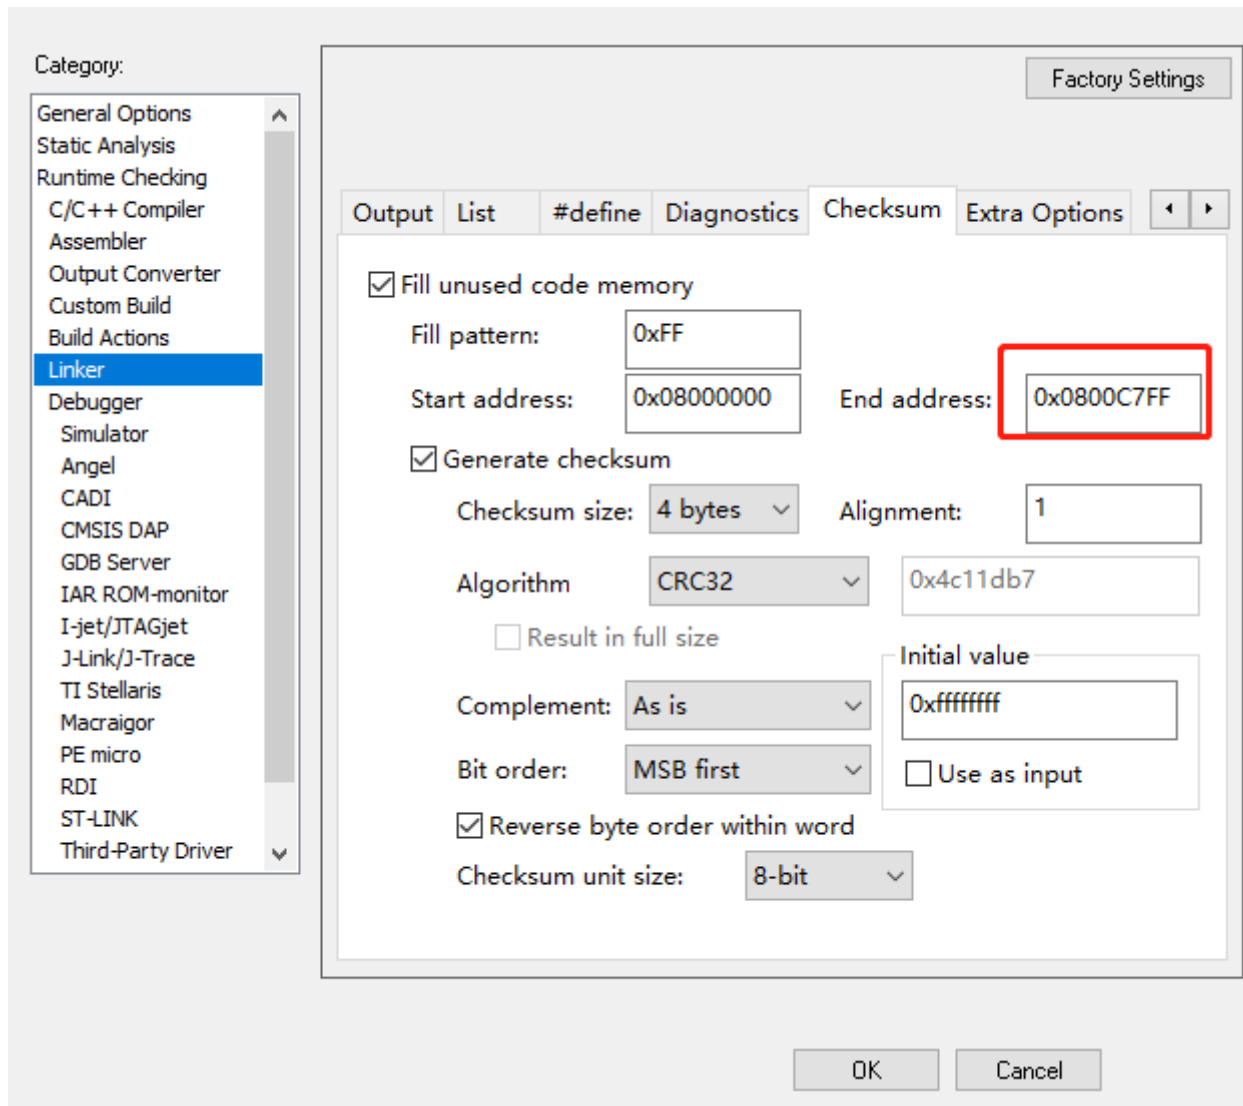 Category:
Factory Settings
General Options
Static Analysis
Runtime Checking
C/C++ Compiler
Assembler
Output Converter
Custom Build
Build Actions
Linker
Debugger
Simulator
Angel
CADI
CMSIS DAP
GDB Server
IAR ROM-monitor
I-jet/JTAGjet
J-Link/J-Trace
TI Stellaris
Macraigor
PE micro
RDI
ST-LINK
Third-Party Driver
Output List #define Diagnostics Checksum Extra Options
Fill unused code memory
Fill pattern: 0xFF
Start address: 0x08000000 End address: 0x0800C7FF
Generate checksum
Checksum size: 4 bytes Alignment: 1
Algorithm CRC32 0x4c11db7
Result in full size
Initial value
Complement: As is 0xffffffff
Bit order: MSB first Use as input
Reverse byte order within word
Checksum unit size: 8-bit
OK Cancel